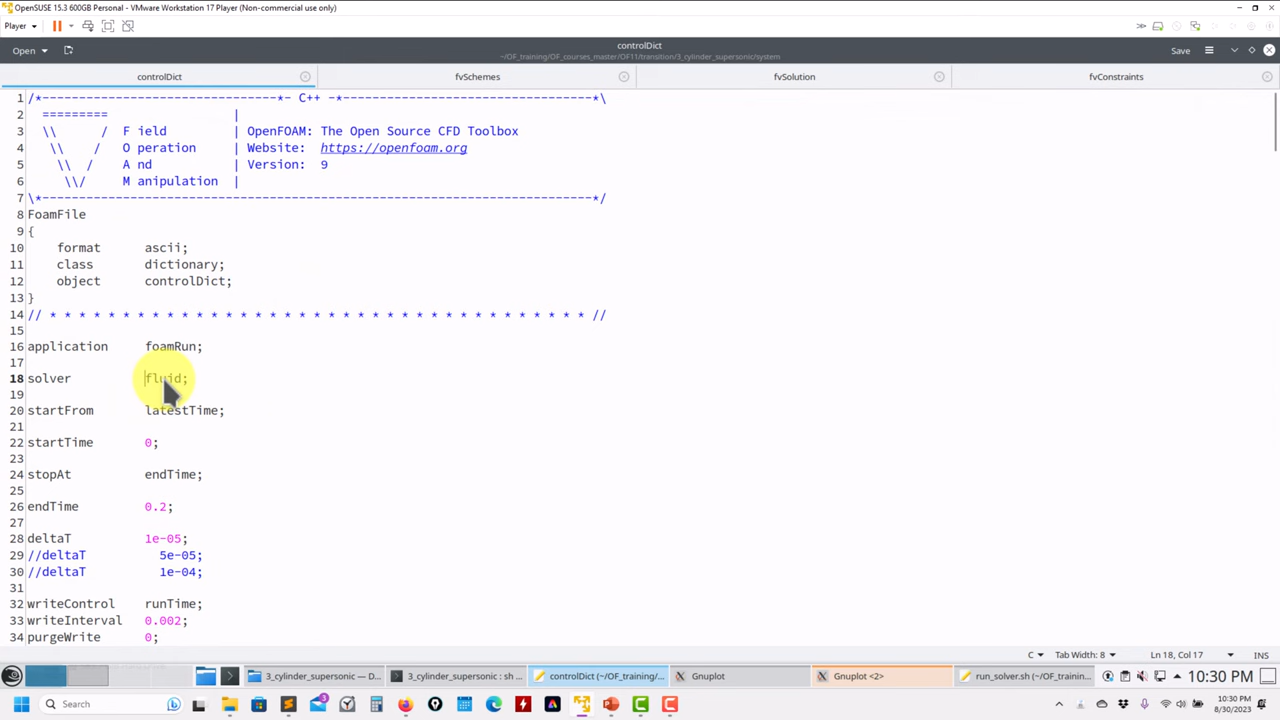 OpenSUSE 15.3 600GB Personal - VMware Workstation 17 Player (Non-commercial use only)
Player
Open controlDict Save
~/OF_training/OF_courses_master/OF11/transition/3_cylinder_supersonic/system
controlDict fvSchemes fvSolution fvConstraints
1 /*--------------------------------*- C++ -*----------------------------------*\
2 ========= |
3 \\ / F ield | OpenFOAM: The Open Source CFD Toolbox
4 \\ / O peration | Website: https://openfoam.org
5 \\ / A nd | Version: 9
6 \\/ M anipulation |
7 \*---------------------------------------------------------------------------*/
8 FoamFile
9 {
10 format ascii;
11 class dictionary;
12 object controlDict;
13 }
14 // * * * * * * * * * * * * * * * * * * * * * * * * * * * * * * * * * * * * * //
15
16 application foamRun;
17
18 solver fluid;
19
20 startFrom latestTime;
21
22 startTime 0;
23
24 stopAt endTime;
25
26 endTime 0.2;
27
28 deltaT 1e-05;
29 //deltaT 5e-05;
30 //deltaT 1e-04;
31
32 writeControl runTime;
33 writeInterval 0.002;
34 purgeWrite 0;
C Tab Width: 8 Ln 18, Col 17 INS
3_cylinder_supersonic — D... 3_cylinder_supersonic : sh ... controlDict (~/OF_training/... Gnuplot Gnuplot <2> run_solver.sh (~/OF_trainin... 10:30 PM
Search 3 10:30 PM
8/30/2023